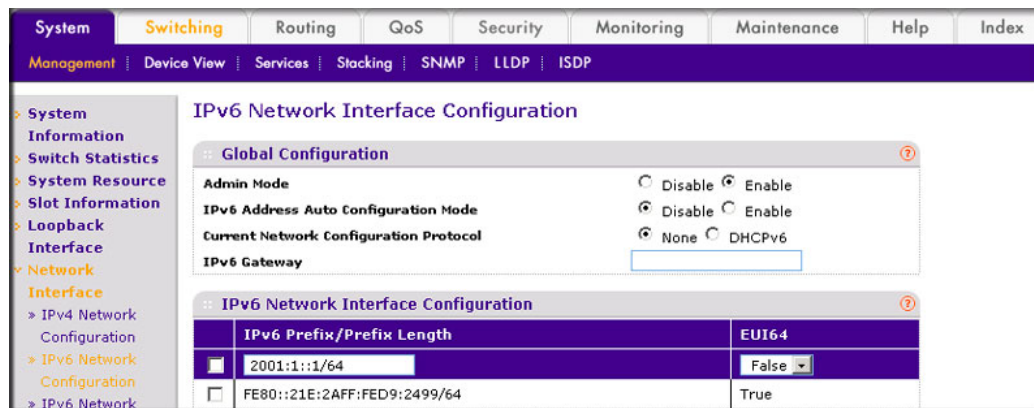 System Switching Routing QoS Security Monitoring Maintenance Help Index
Management Device View Services Stacking SNMP LLDP ISDP
System
Information
Switch Statistics
System Resource
Slot Information
Loopback
Interface
Network
Interface
» IPv4 Network
Configuration
» IPv6 Network
Configuration
» IPv6 Network
IPv6 Network Interface Configuration
Global Configuration ?
Admin Mode Disable Enable
IPv6 Address Auto Configuration Mode Disable Enable
Current Network Configuration Protocol None DHCPv6
IPv6 Gateway
IPv6 Network Interface Configuration ?
IPv6 Prefix/Prefix Length EUI64
2001:1::1/64 False
FE80::21E:2AFF:FED9:2499/64 True